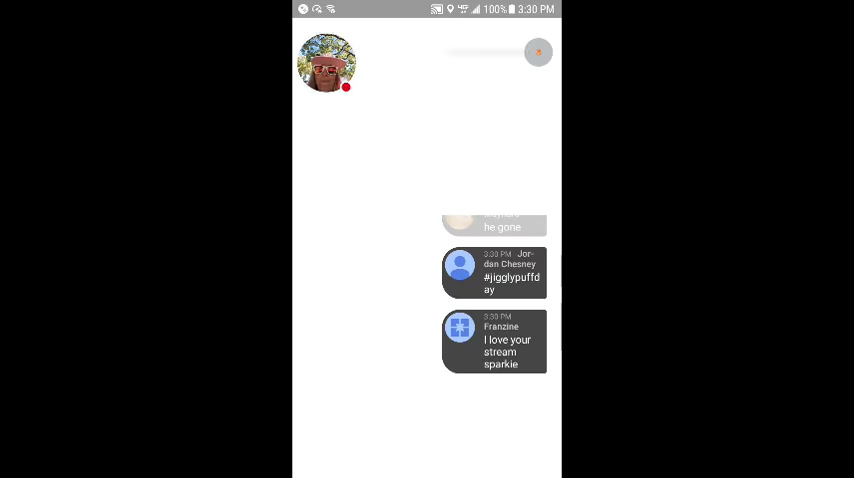 100% 3:30 PM
he gone
3:30 PM Jor-
dan Chesney
#jigglypuffd
ay
3:30 PM
Franzine
I love your
stream
sparkie